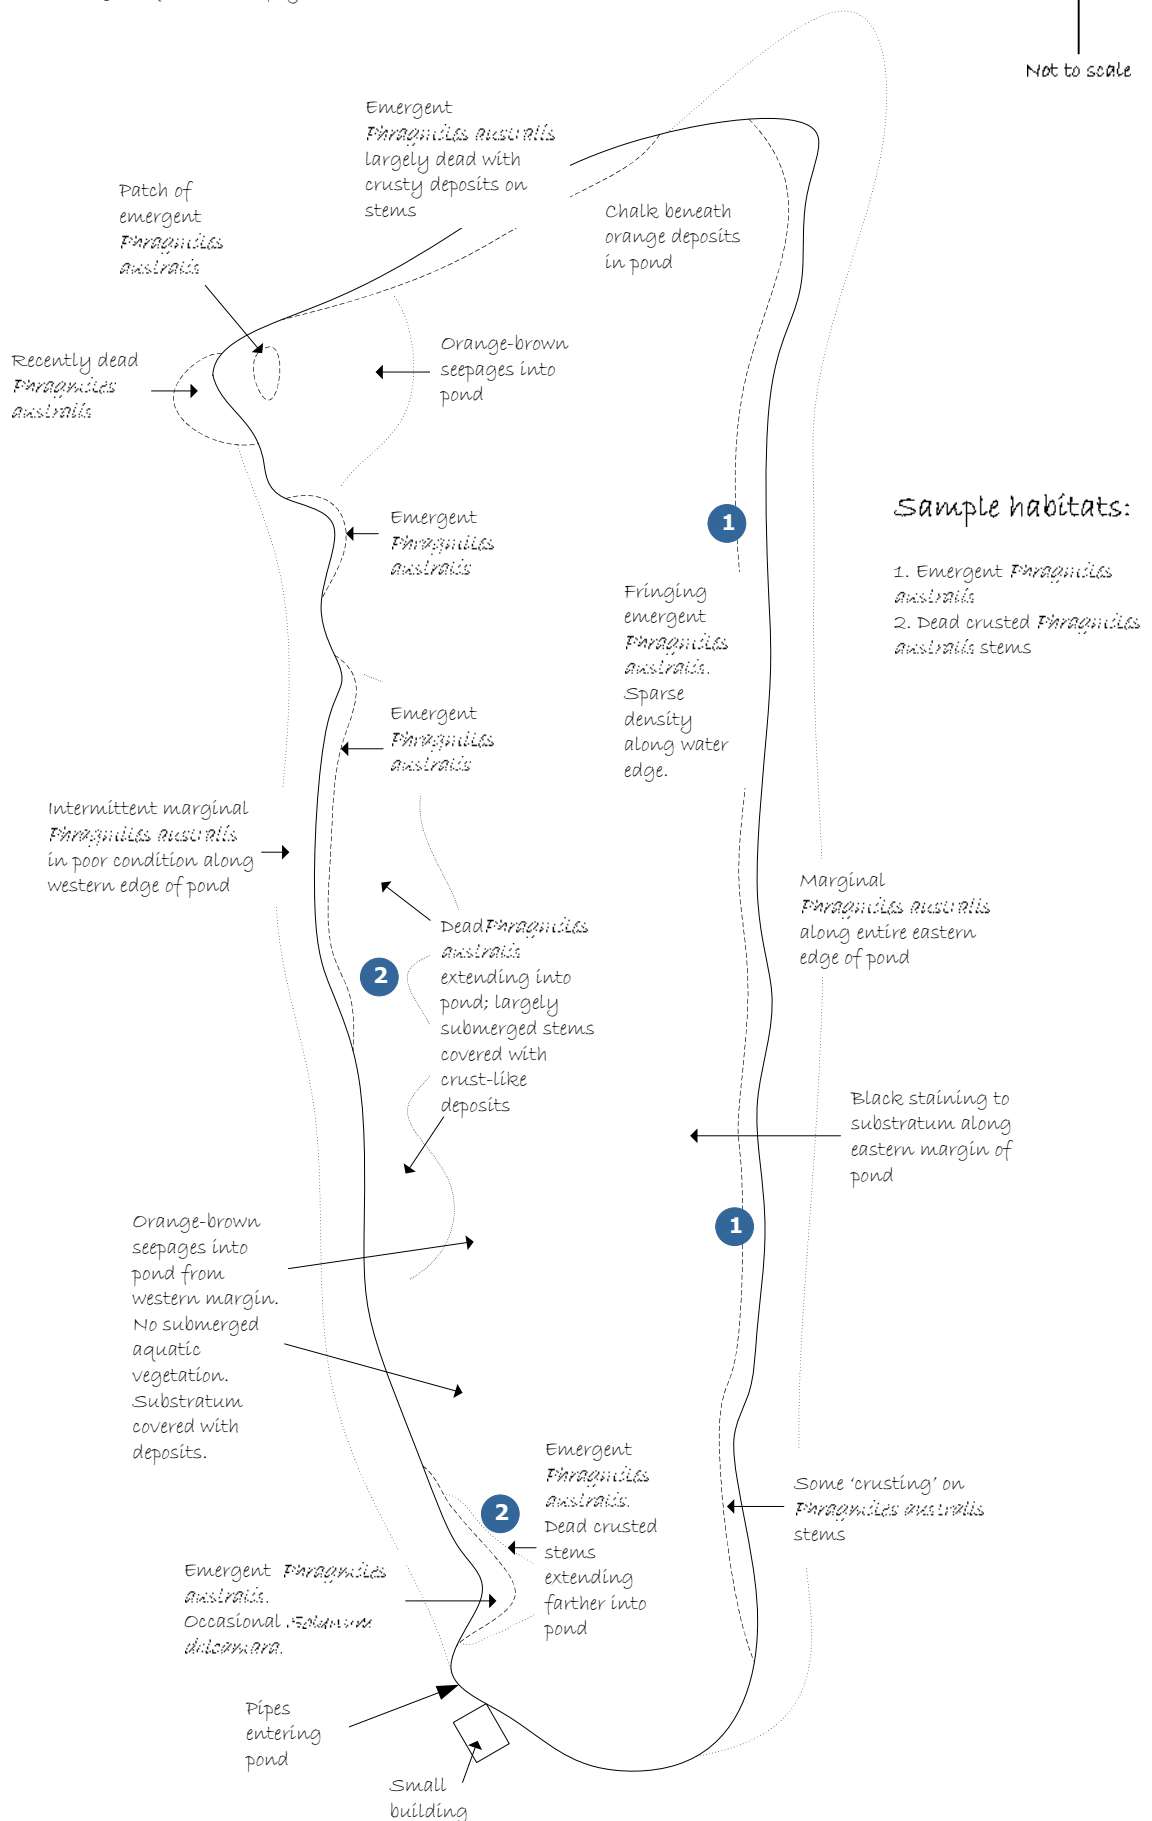 Not to scale
Emergent
Phragmites australis
largely dead with
crusty deposits on
stems
Patch of
emergent
Phragmites
australis
Chalk beneath
orange deposits
in pond
Recently dead
Phragmites
australis
Orange-brown
seepages into
pond
Sample habitats:
1. Emergent Phragmites
australis
2. Dead crusted Phragmites
australis stems
Emergent
Phragmites
australis
1
Fringing
emergent
Phragmites
australis.
Sparse
density
along water
edge.
Emergent
Phragmites
australis
Intermittent marginal
Phragmites australis
in poor condition along
western edge of pond
Marginal
Phragmites australis
along entire eastern
edge of pond
Dead Phragmites
australis
extending into
pond; largely
submerged stems
covered with
crust-like
deposits
2
Black staining to
substratum along
eastern margin of
pond
1
Orange-brown
seepages into
pond from
western margin.
No submerged
aquatic
vegetation.
Substratum
covered with
deposits.
Emergent
Phragmites
australis.
Dead crusted
stems
extending
farther into
pond
2
Some 'crusting' on
Phragmites australis
stems
Emergent Phragmites
australis.
Occasional Solanum
dulcamara.
Pipes
entering
pond
Small
building